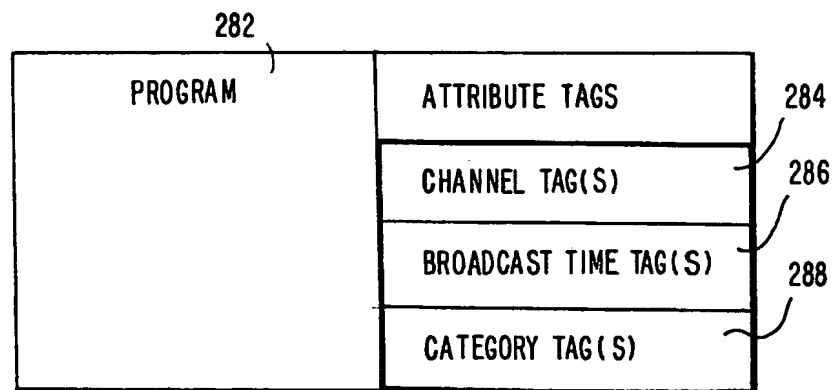 282
PROGRAM
ATTRIBUTE TAGS
284
CHANNEL TAG(S)
286
BROADCAST TIME TAG(S)
288
CATEGORY TAG(S)